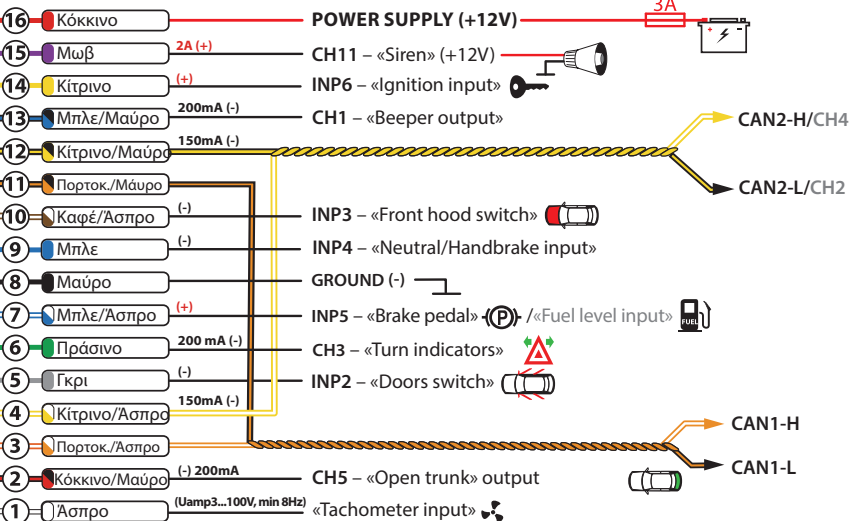 3A
16 Κόκκινο POWER SUPPLY (+12V)
15 Μωβ 2A (+) CH11 – «Siren» (+12V)
14 Κίτρινο (+) INP6 – «Ignition input»
13 Μπλε/Μαύρο 200mA (-) CH1 – «Beeper output»
12 Κίτρινο/Μαύρο 150mA (-) CAN2-H/CH4
11 Πορτοκ./Μάυρο CAN2-L/CH2
10 Καφέ/Άσπρο (-) INP3 – «Front hood switch»
9 Μπλε (-) INP4 – «Neutral/Handbrake input»
8 Μαύρο GROUND (-)
7 Μπλε/Άσπρο (+) INP5 – «Brake pedal» (P) /«Fuel level input» FUEL
6 Πράσινο 200 mA (-) CH3 – «Turn indicators»
5 Γκρι (-) INP2 – «Doors switch»
4 Κίτρινο/Άσπρο 150mA (-) CAN1-H
3 Πορτοκ./Άσπρο CAN1-L
2 Κόκκινο/Μαύρο (-) 200mA CH5 – «Open trunk» output
1 Άσπρο (Uamp3...100V, min 8Hz) «Tachometer input»